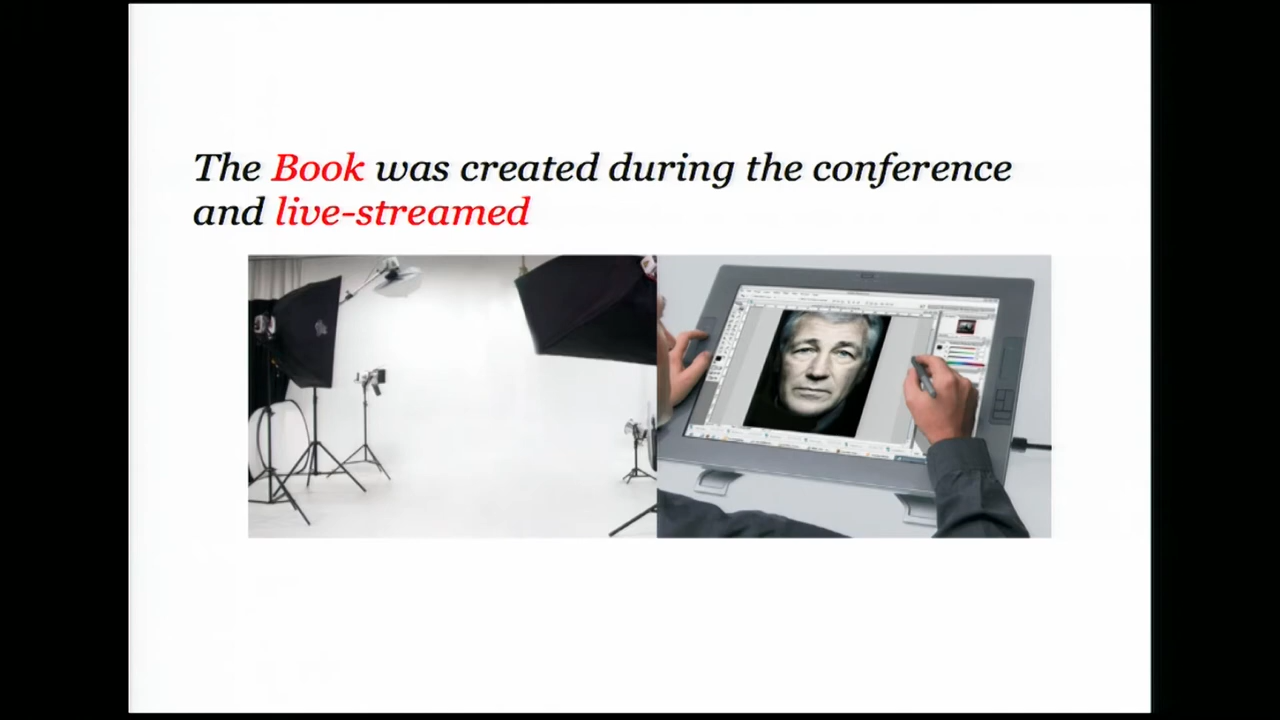 The Book was created during the conference
and live-streamed